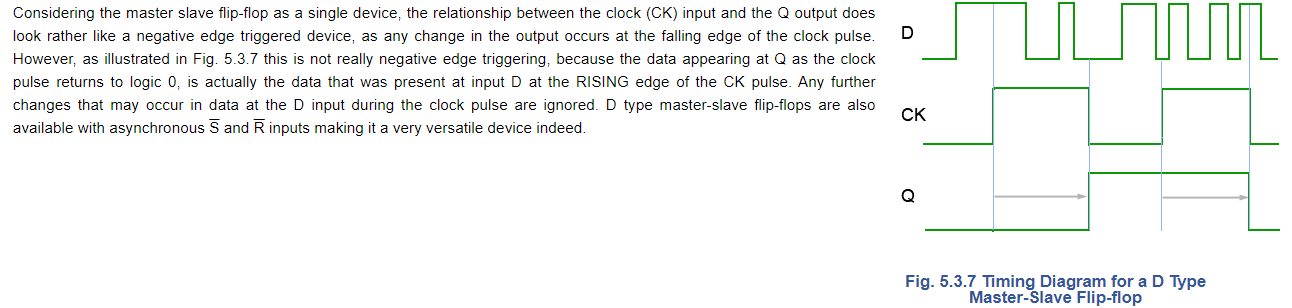 Considering the master slave flip-flop as a single device, the relationship between the clock (CK) input and the Q output does
look rather like a negative edge triggered device, as any change in the output occurs at the falling edge of the clock pulse.
However, as illustrated in Fig. 5.3.7 this is not really negative edge triggering, because the data appearing at Q as the clock
pulse returns to logic 0, is actually the data that was present at input D at the RISING edge of the CK pulse. Any further
changes that may occur in data at the D input during the clock pulse are ignored. D type master-slave flip-flops are also
available with asynchronous S̅ and R̅ inputs making it a very versatile device indeed.
D
CK
Q
Fig. 5.3.7 Timing Diagram for a D Type
Master-Slave Flip-flop